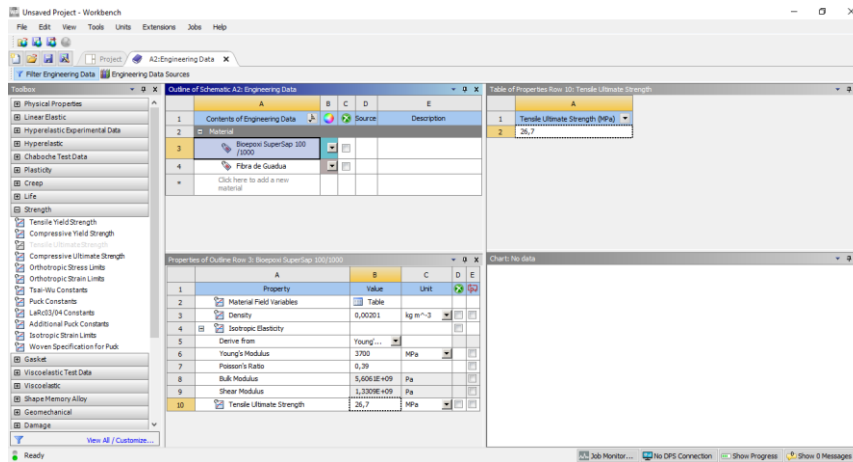 Unsaved Project - Workbench
File Edit View Tools Units Extensions Jobs Help
Project A2:Engineering Data X
Filter Engineering Data Engineering Data Sources
Toolbox
Physical Properties
Linear Elastic
Hyperelastic Experimental Data
Hyperelastic
Chaboche Test Data
Plasticity
Creep
Life
Strength
Tensile Yield Strength
Compressive Yield Strength
Tensile Ultimate Strength
Compressive Ultimate Strength
Orthotropic Stress Limits
Orthotropic Strain Limits
Tsai-Wu Constants
Puck Constants
LaRc03/04 Constants
Additional Puck Constants
Isotropic Strain Limits
Woven Specification for Puck
Gasket
Viscoelastic Test Data
Viscoelastic
Shape Memory Alloy
Geomechanical
Damage
View All / Customize...
Outline of Schematic A2: Engineering Data
A B C D E
1 Contents of Engineering Data Source Description
2 Material
3 Bioepoxi SuperSap 100
/1000
4 Fibra de Guadua
* Click here to add a new
material
Properties of Outline Row 3: Bioepoxi SuperSap 100/1000
A B C D E
1 Property Value Unit
2 Material Field Variables Table
3 Density 0,00201 kg m^-3
4 Isotropic Elasticity
5 Derive from Young'...
6 Young's Modulus 3700 MPa
7 Poisson's Ratio 0,39
8 Bulk Modulus 5,6061E+09 Pa
9 Shear Modulus 1,3309E+09 Pa
10 Tensile Ultimate Strength 26,7 MPa
Table of Properties Row 10: Tensile Ultimate Strength
A
1 Tensile Ultimate Strength (MPa)
2 26,7
Chart: No data
Ready
Job Monitor... No DPS Connection Show Progress Show 0 Messages